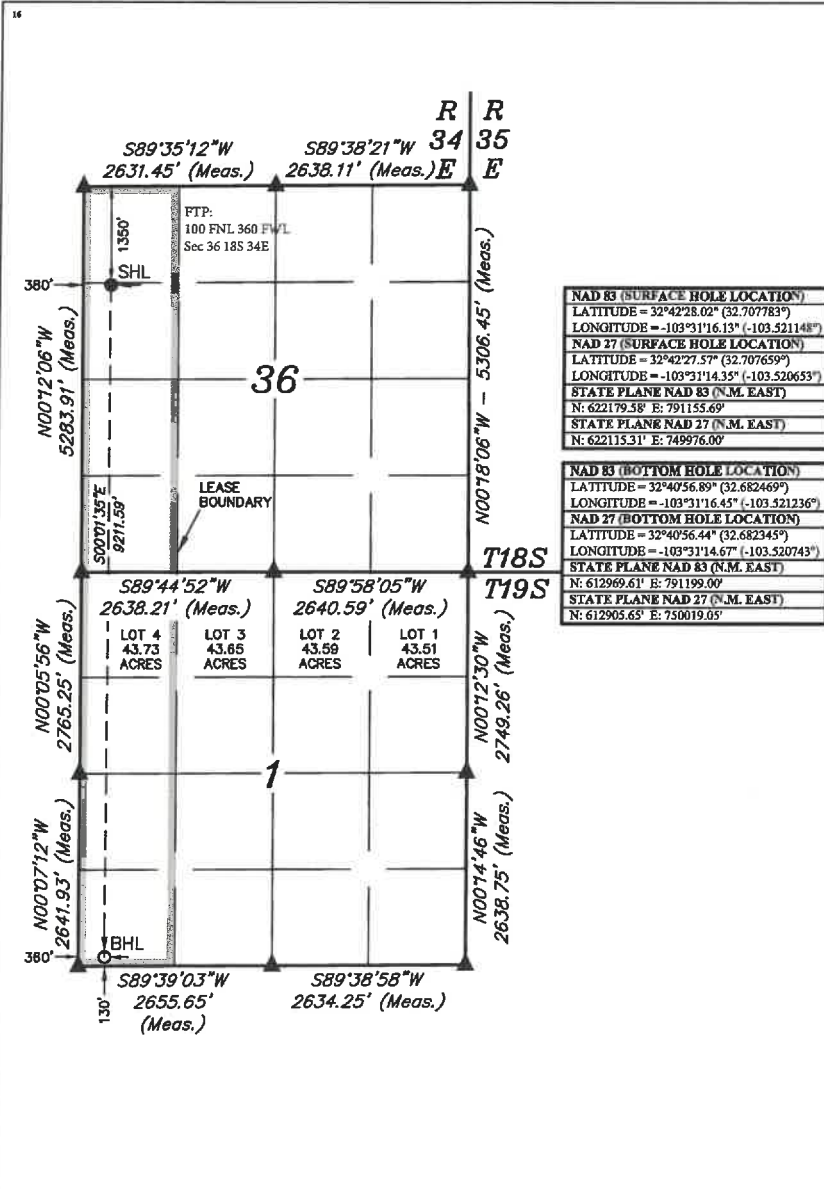 16
R R
34 35
E E
S89°35'12"W
2631.45' (Meas.)
S89°38'21"W
2638.11' (Meas.)
FTP:
100 FNL 360 FWL
Sec 36 18S 34E
1350'
SHL
380'
N00°12'06"W
5283.91' (Meas.)
36
N00°18'06"W – 5306.45' (Meas.)
LEASE
BOUNDARY
S00°01'35"E
9211.59'
T18S
T19S
S89°44'52"W
2638.21' (Meas.)
S89°58'05"W
2640.59' (Meas.)
LOT 4
43.73
ACRES
LOT 3
43.65
ACRES
LOT 2
43.59
ACRES
LOT 1
43.51
ACRES
N00°05'56"W
2765.25' (Meas.)
N00°12'30"W
2749.26' (Meas.)
1
N00°07'12"W
2641.93' (Meas.)
N00°14'46"W
2638.75' (Meas.)
BHL
360'
130'
S89°39'03"W
2655.65'
(Meas.)
S89°38'58"W
2634.25' (Meas.)
NAD 83 (SURFACE HOLE LOCATION)
LATITUDE = 32°42'28.02" (32.707783°)
LONGITUDE = -103°31'16.13" (-103.521148°)
NAD 27 (SURFACE HOLE LOCATION)
LATITUDE = 32°42'27.57" (32.707659°)
LONGITUDE = -103°31'14.35" (-103.520653°)
STATE PLANE NAD 83 (N.M. EAST)
N: 622179.58' E: 791155.69'
STATE PLANE NAD 27 (N.M. EAST)
N: 622115.31' E: 749976.00'
NAD 83 (BOTTOM HOLE LOCATION)
LATITUDE = 32°40'56.89" (32.682469°)
LONGITUDE = -103°31'16.45" (-103.521236°)
NAD 27 (BOTTOM HOLE LOCATION)
LATITUDE = 32°40'56.44" (32.682345°)
LONGITUDE = -103°31'14.67" (-103.520743°)
STATE PLANE NAD 83 (N.M. EAST)
N: 612969.61' E: 791199.00'
STATE PLANE NAD 27 (N.M. EAST)
N: 612905.65' E: 750019.05'